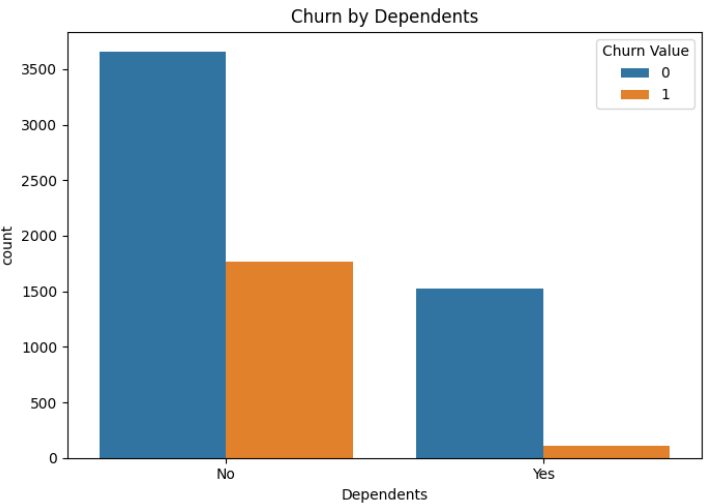 Churn by Dependents
Churn Value
0
1
3500
3000
2500
2000
1500
1000
500
0
count
No
Yes
Dependents